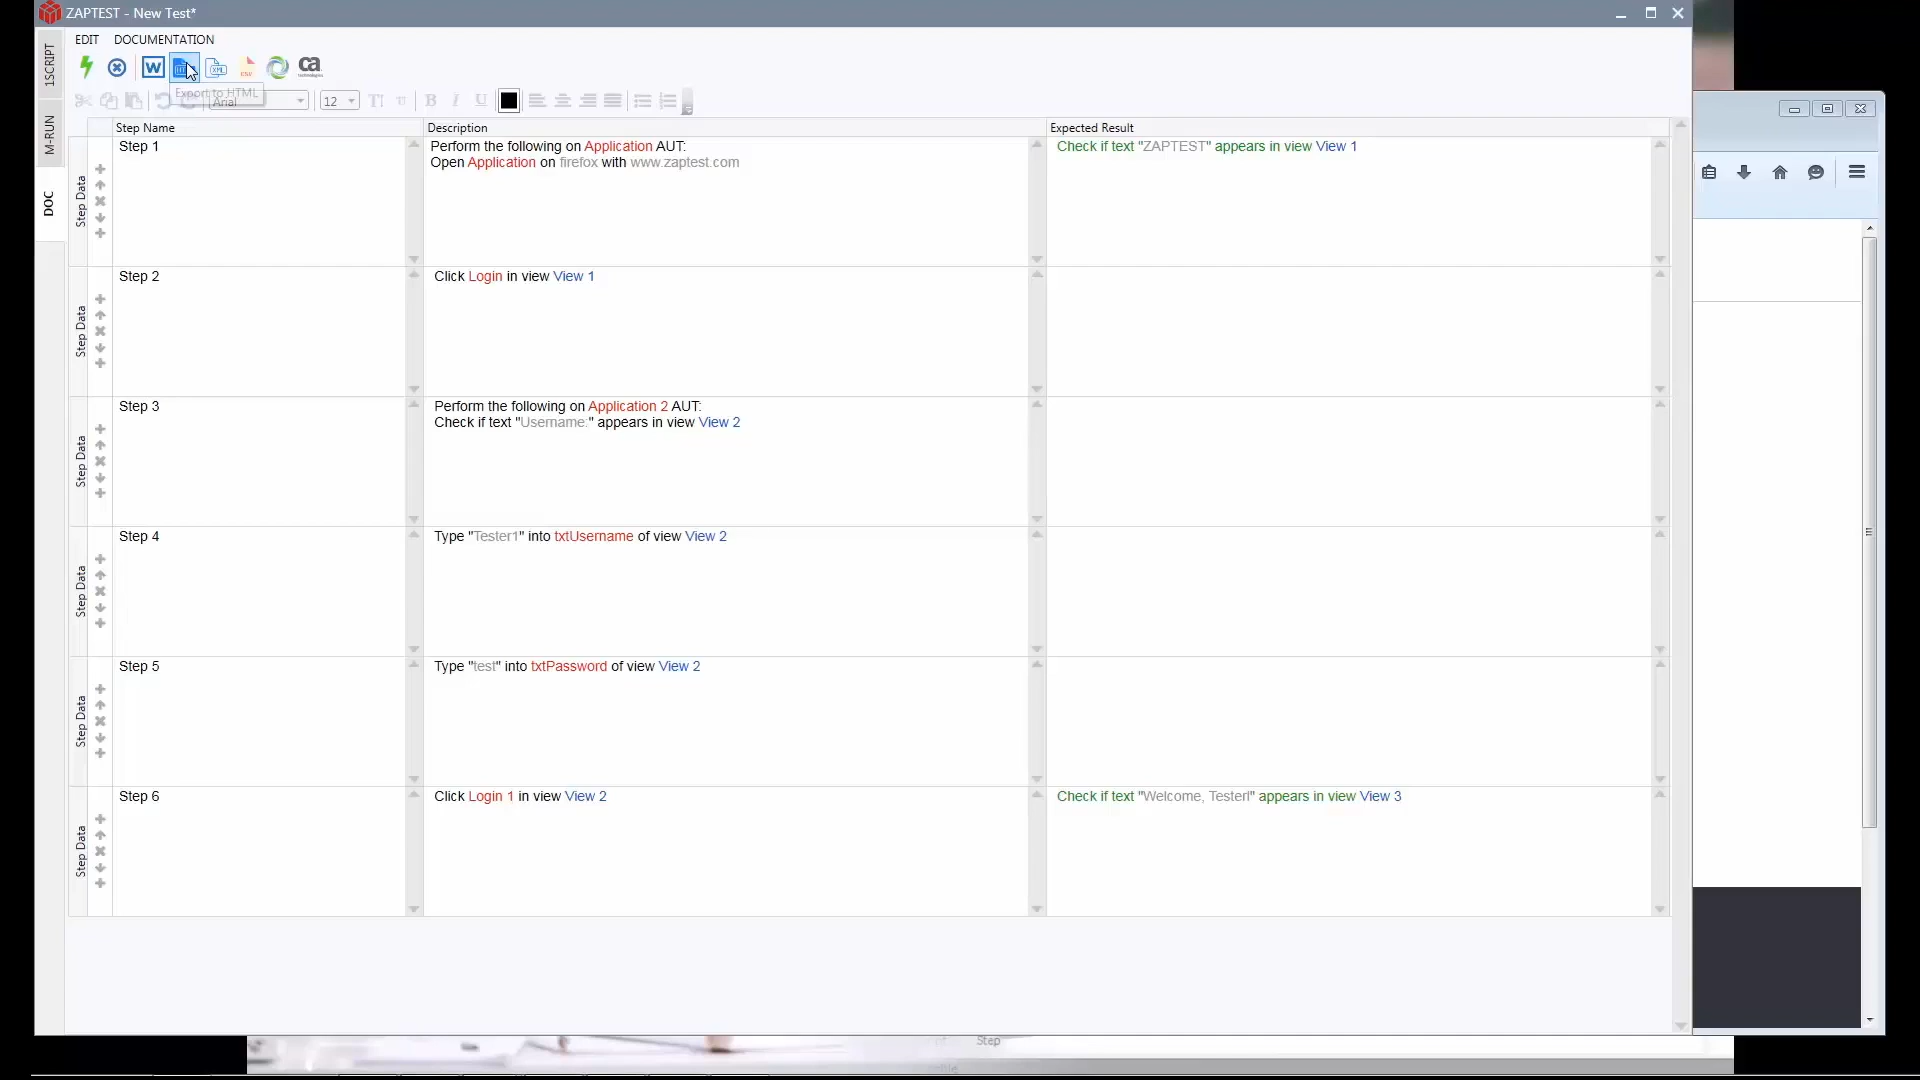 ZAPTEST - New Test*
EDIT DOCUMENTATION
W XML CSV ca
technologies
Export to HTML
Arial 12 B I U
1SCRIPT
M-RUN
DOC
Step Name Description Expected Result
Step Data
Step 1
Perform the following on Application AUT:
Open Application on firefox with www.zaptest.com
Check if text "ZAPTEST" appears in view View 1
Step Data
Step 2
Click Login in view View 1
Step Data
Step 3
Perform the following on Application 2 AUT:
Check if text "Username:" appears in view View 2
Step Data
Step 4
Type "Tester1" into txtUsername of view View 2
Step Data
Step 5
Type "test" into txtPassword of view View 2
Step Data
Step 6
Click Login 1 in view View 2
Check if text "Welcome, Testerl" appears in view View 3
Step